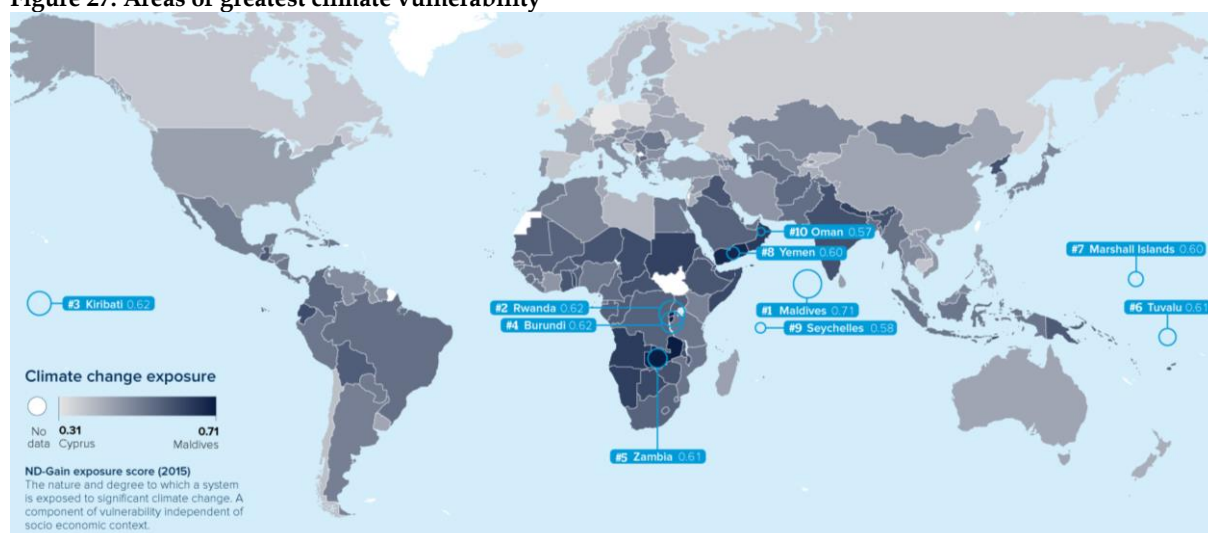 Figure 27: Areas of greatest climate vulnerability
#10 Oman 0.57
#8 Yemen 0.60
#7 Marshall Islands 0.60
#3 Kiribati 0.62
#2 Rwanda 0.62
#1 Maldives 0.71
#6 Tuvalu 0.61
#4 Burundi 0.62
#9 Seychelles 0.58
Climate change exposure
No data
0.31 Cyprus
0.71 Maldives
#5 Zambia 0.61
ND-Gain exposure score (2015)
The nature and degree to which a system
is exposed to significant climate change. A
component of vulnerability independent of
socio economic context.